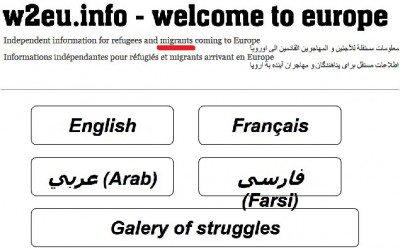 w2eu.info - welcome to europe
Independent information for refugees and migrants coming to Europe
معلومات مستقلة للأجئين و المهاجرين القادمين الى اوروبا
Informations indépendantes pour réfugiés et migrants arrivant en Europe
اطلاعات مستقل برای پناهندگان و مهاجران آینده به اروپا
English
Français
عربي (Arab)
فارسی
(Farsi)
Galery of struggles